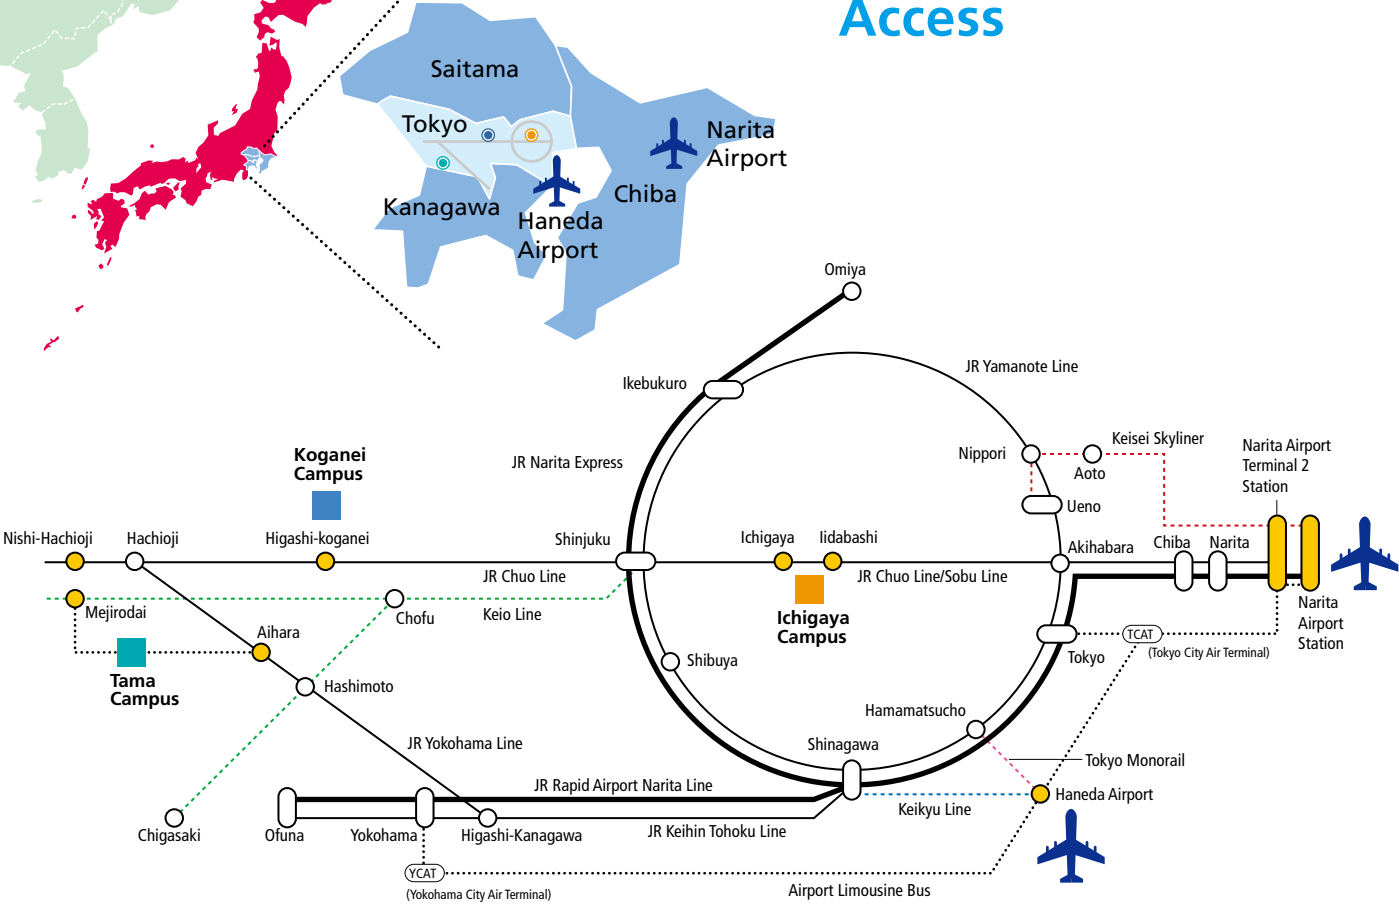 Access
Saitama
Tokyo
Narita
Airport
Chiba
Kanagawa
Haneda
Airport
Omiya
JR Yamanote Line
Ikebukuro
Keisei Skyliner
Narita Airport
Terminal 2
Station
Nippori
Aoto
JR Narita Express
Koganei
Campus
Ueno
Nishi-Hachioji
Hachioji
Higashi-koganei
Shinjuku
Ichigaya
Iidabashi
Akihabara
Chiba
Narita
JR Chuo Line
JR Chuo Line/Sobu Line
Mejirodai
Chofu
Keio Line
Ichigaya
Campus
Narita
Airport
Station
Aihara
TCAT
(Tokyo City Air Terminal)
Tokyo
Shibuya
Tama
Campus
Hashimoto
Hamamatsucho
JR Yokohama Line
Shinagawa
Tokyo Monorail
JR Rapid Airport Narita Line
Haneda Airport
Keikyu Line
Chigasaki
Ofuna
Yokohama
Higashi-Kanagawa
JR Keihin Tohoku Line
YCAT
(Yokohama City Air Terminal)
Airport Limousine Bus